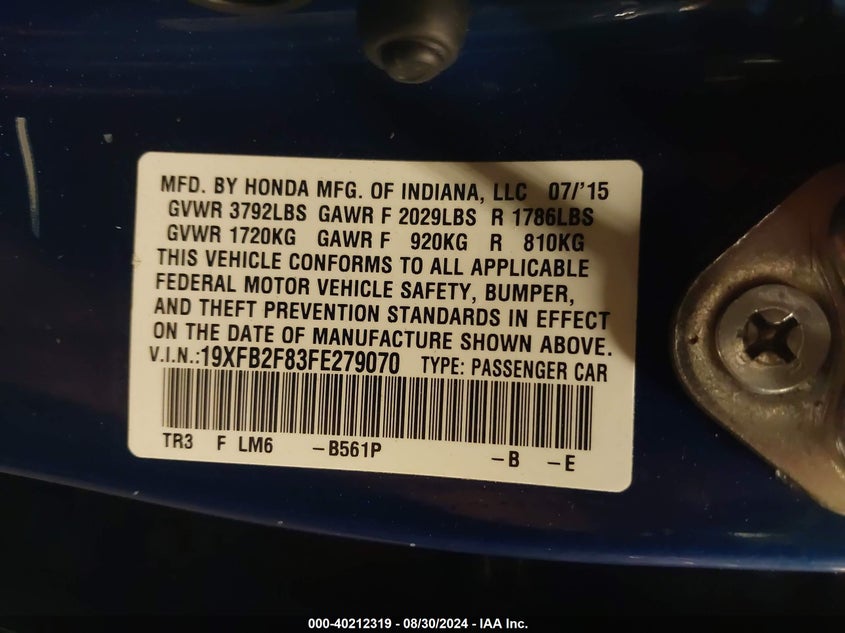 MFD. BY HONDA MFG. OF INDIANA, LLC 07/'15
GVWR 3792LBS GAWR F 2029LBS R 1786LBS
GVWR 1720KG GAWR F 920KG R 810KG
THIS VEHICLE CONFORMS TO ALL APPLICABLE
FEDERAL MOTOR VEHICLE SAFETY, BUMPER,
AND THEFT PREVENTION STANDARDS IN EFFECT
ON THE DATE OF MANUFACTURE SHOWN ABOVE.
V.I.N.:19XFB2F83FE279070 TYPE: PASSENGER CAR
TR3 F LM6 –B561P –B –E
000-40212319 - 08/30/2024 - IAA Inc.